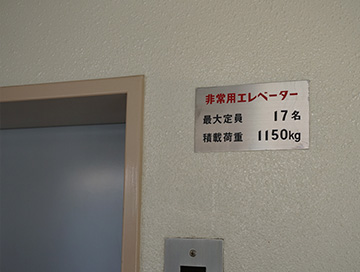 非常用エレベーター
最大定員 17名
積載荷重 1150kg